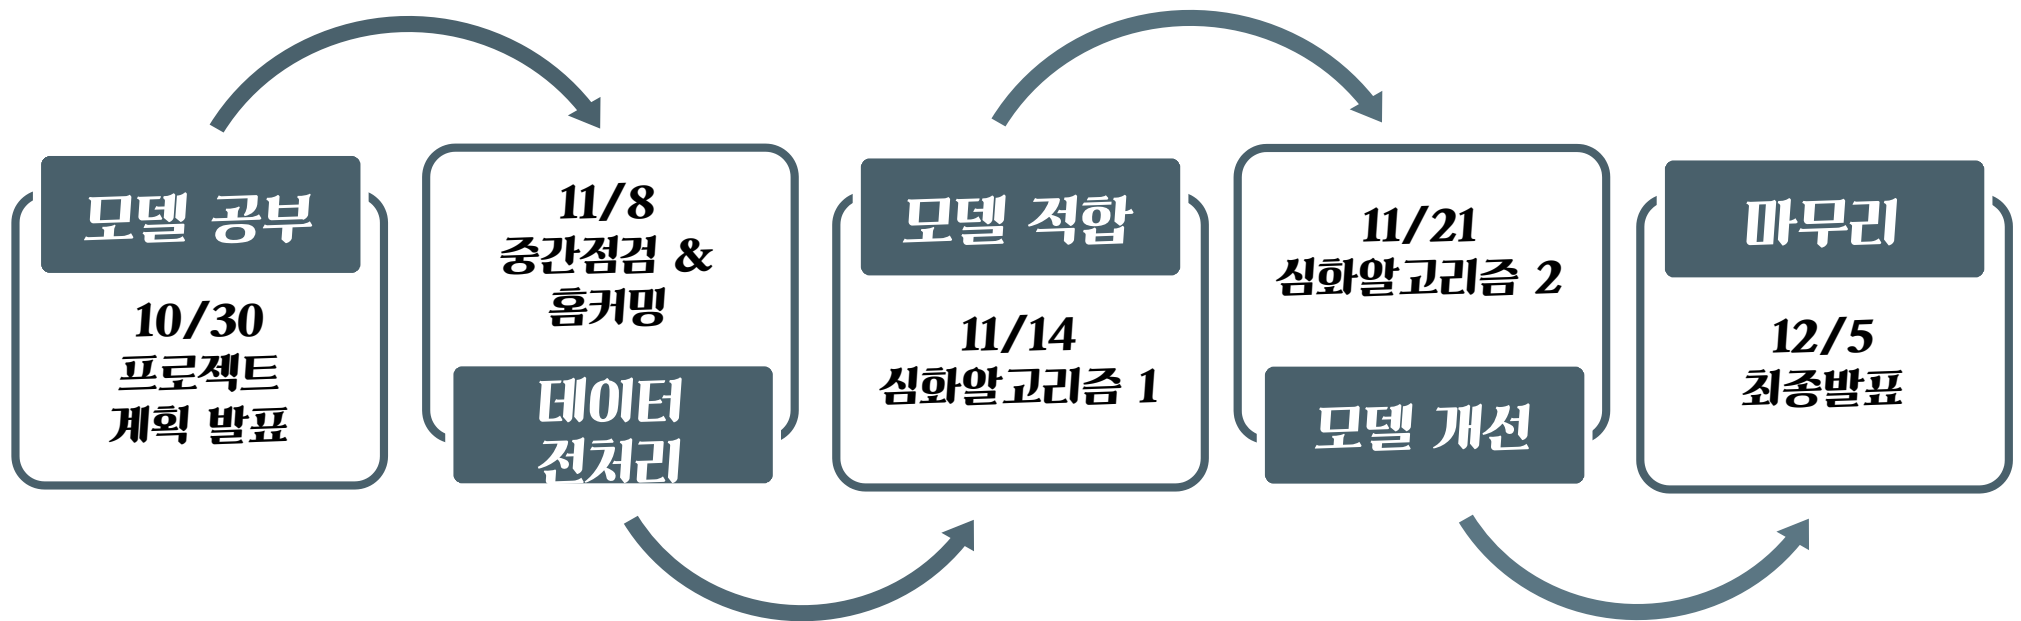 모델 공부
10/30
프로젝트
계획 발표
11/8
중간점검 &
홈커밍
데이터
전처리
모델 적합
11/14
심화알고리즘 1
11/21
심화알고리즘 2
모델 개선
마무리
12/5
최종발표